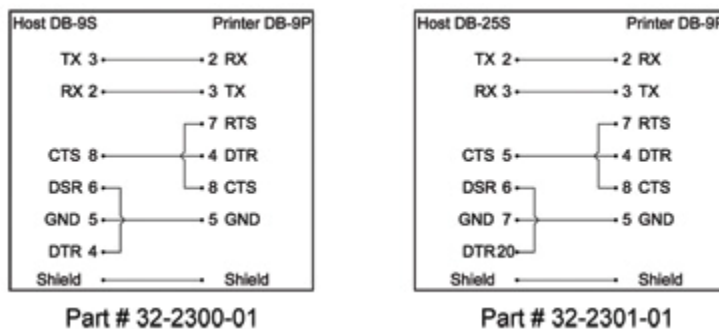 Host DB-9S Printer DB-9P
TX 3 2 RX
RX 2 3 TX
7 RTS
CTS 8 4 DTR
DSR 6 8 CTS
GND 5 5 GND
DTR 4
Shield Shield
Part # 32-2300-01
Host DB-25S Printer DB-9P
TX 2 2 RX
RX 3 3 TX
7 RTS
CTS 5 4 DTR
DSR 6 8 CTS
GND 7 5 GND
DTR 20
Shield Shield
Part # 32-2301-01